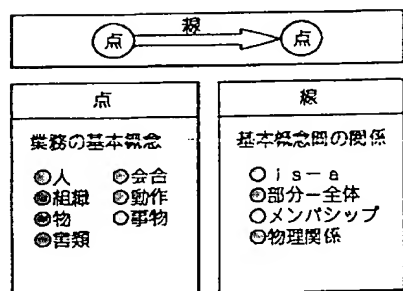 線
点 点
点
業務の基本概念
◎人 ◎会合
◎組織 ◎動作
◎物 ○事物
◎書類
線
基本概念間の関係
○is-a
◎部分-全体
○メンバシップ
◎物理関係